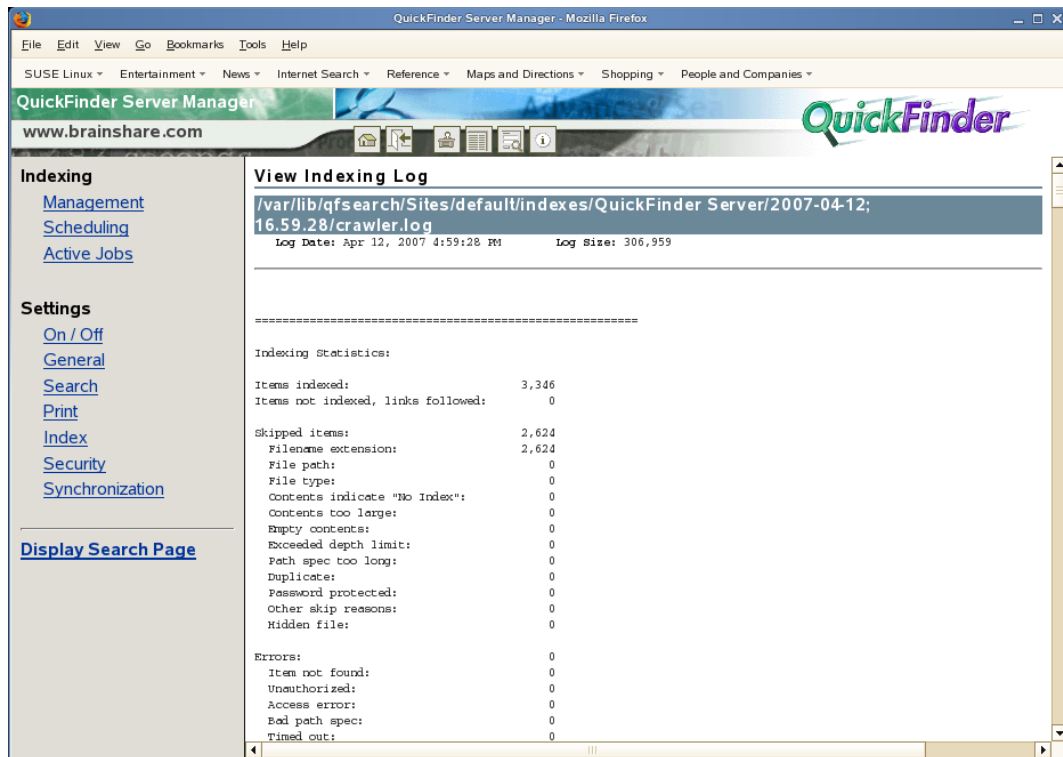 QuickFinder Server Manager - Mozilla Firefox
File Edit View Go Bookmarks Tools Help
SUSE Linux Entertainment News Internet Search Reference Maps and Directions Shopping People and Companies
QuickFinder Server Manager
Advanced Sea
www.brainshare.com
QuickFinder
Indexing
Management
Scheduling
Active Jobs
Settings
On / Off
General
Search
Print
Index
Security
Synchronization
Display Search Page
View Indexing Log
/var/lib/qfsearch/Sites/default/indexes/QuickFinder Server/2007-04-12;
16.59.28/crawler.log
Log Date: Apr 12, 2007 4:59:28 PM Log Size: 306,959
========================================================
Indexing Statistics:
Items indexed: 3,346
Items not indexed, links followed: 0
Skipped items: 2,624
Filename extension: 2,624
File path: 0
File type: 0
Contents indicate "No Index": 0
Contents too large: 0
Empty contents: 0
Exceeded depth limit: 0
Path spec too long: 0
Duplicate: 0
Password protected: 0
Other skip reasons: 0
Hidden file: 0
Errors: 0
Item not found: 0
Unauthorized: 0
Access error: 0
Bad path spec: 0
Timed out: 0